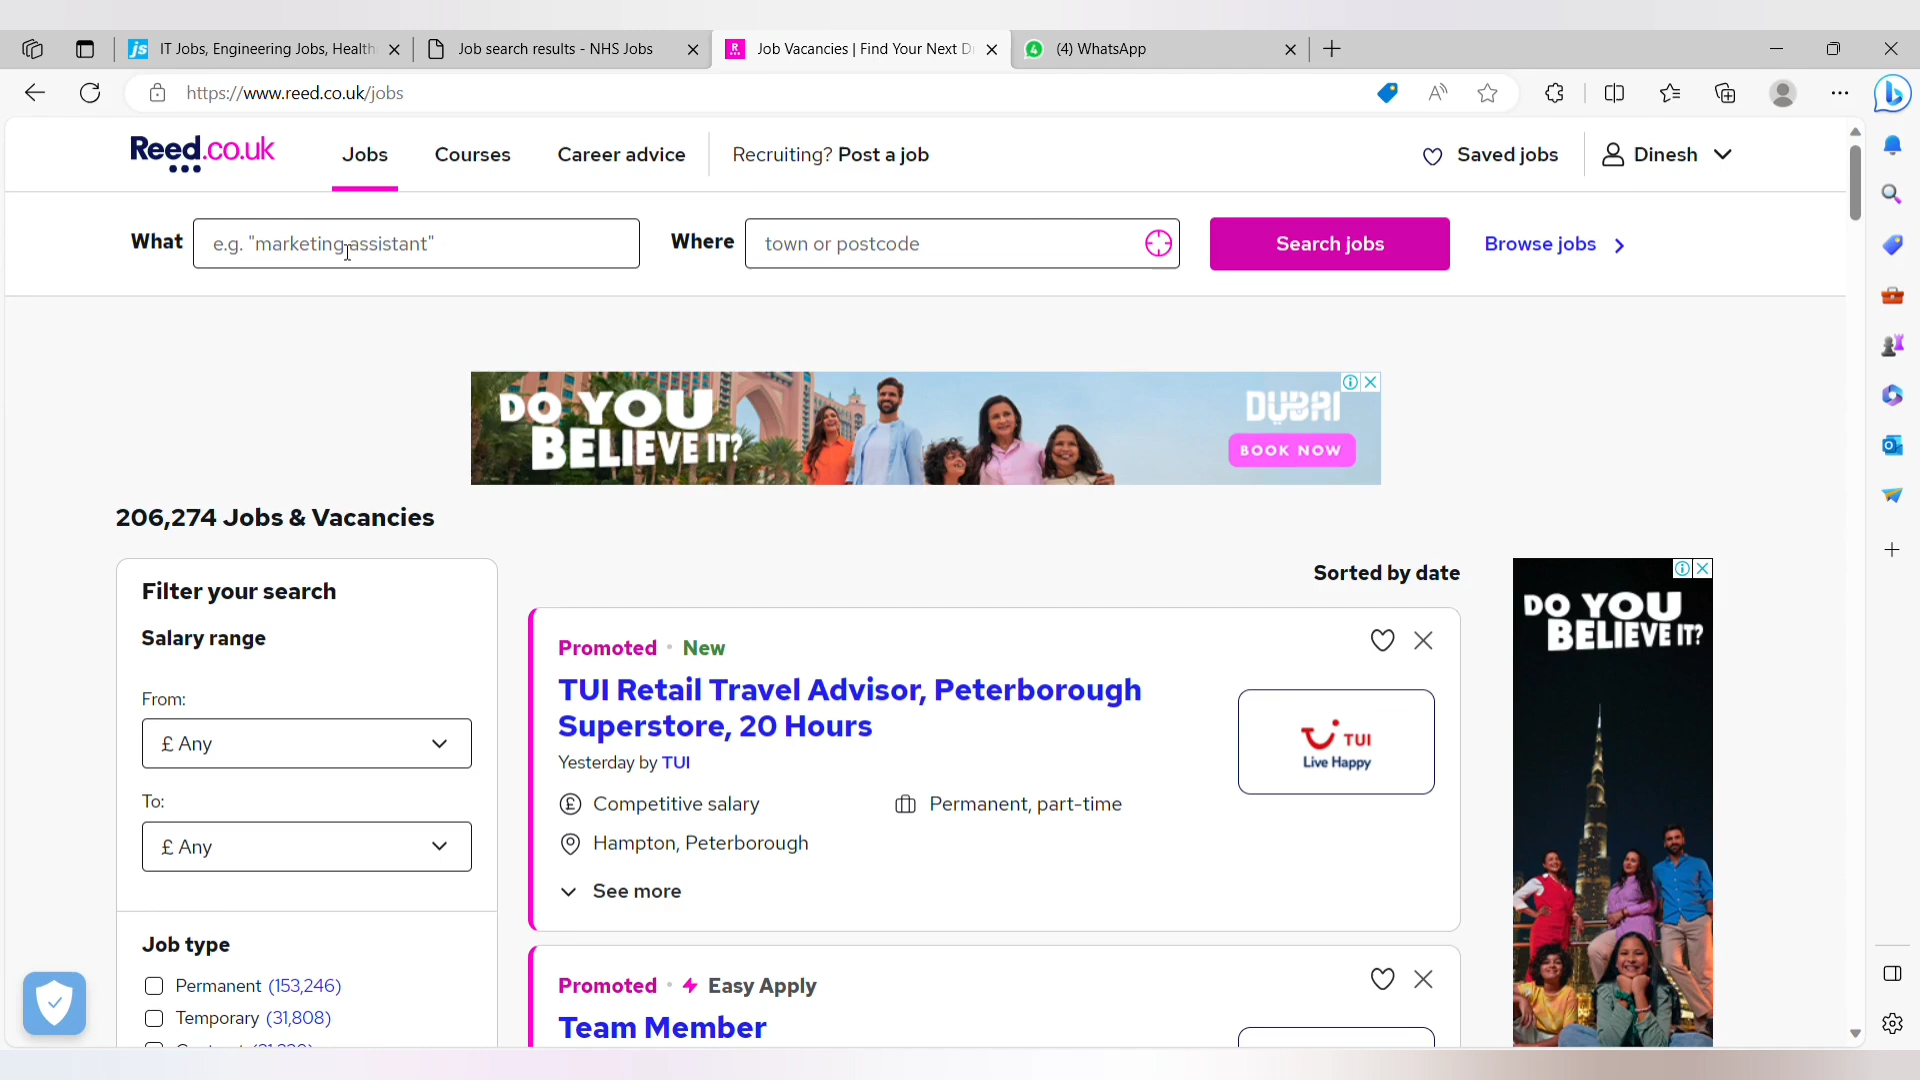 IT Jobs, Engineering Jobs, Health
Job search results - NHS Jobs
Job Vacancies | Find Your Next D
(4) WhatsApp
https://www.reed.co.uk/jobs
Reed.co.uk
Jobs
Courses
Career advice
Recruiting? Post a job
Saved jobs
Dinesh
What
e.g. "marketing assistant"
Where
town or postcode
Search jobs
Browse jobs
DO YOU
BELIEVE IT?
DUBAI
BOOK NOW
206,274 Jobs & Vacancies
Filter your search
Salary range
From:
£ Any
To:
£ Any
Job type
Permanent (153,246)
Temporary (31,808)
Sorted by date
Promoted • New
TUI Retail Travel Advisor, Peterborough
Superstore, 20 Hours
Yesterday by TUI
Competitive salary
Permanent, part-time
Hampton, Peterborough
See more
TUI
Live Happy
Promoted • Easy Apply
Team Member
DO YOU
BELIEVE IT?